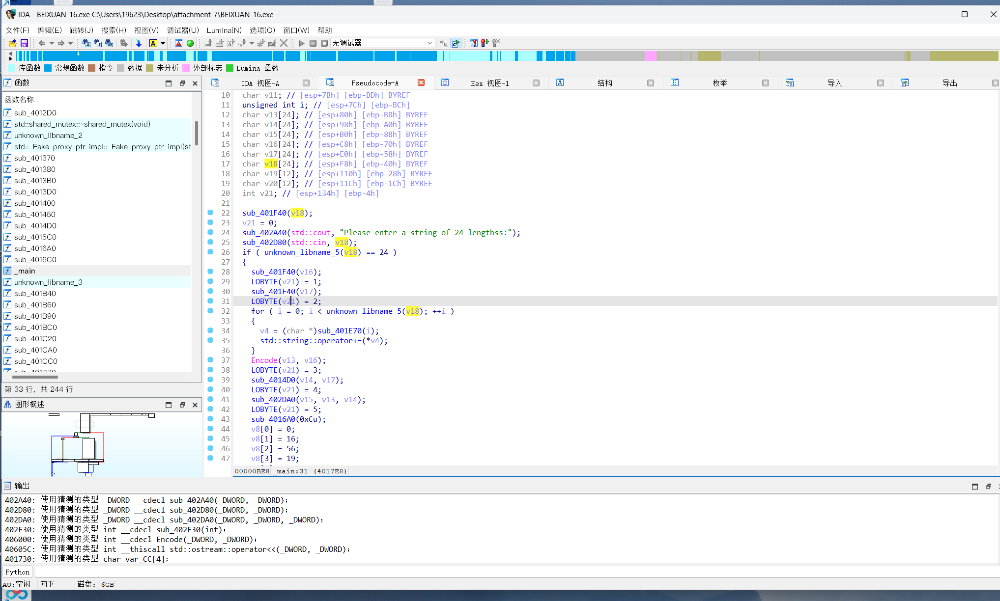 IDA - BEIXUAN-16.exe C:\Users\19623\Desktop\attachment-7\BEIXUAN-16.exe
文件(F) 编辑(E) 跳转(J) 搜索(H) 视图(V) 调试器(U) Lumina(N) 选项(O) 窗口(W) 帮助
无调试器
库函数 常规函数 指令 数据 未分析 外部标志 Lumina 函数
函数
IDA 视图-A Pseudocode-A Hex 视图-1 结构 枚举 导入 导出
函数名称
sub_4012D0
std::shared_mutex::~shared_mutex(void)
unknown_libname_2
std::_Fake_proxy_ptr_impl::_Fake_proxy_ptr_impl(st
sub_401370
sub_401380
sub_4013B0
sub_4013D0
sub_401400
sub_401450
sub_4014D0
sub_4015C0
sub_4016A0
sub_4016C0
_main
unknown_libname_3
sub_401B40
sub_401B60
sub_401B90
sub_401BC0
sub_401C20
sub_401CA0
sub_401CC0
第 33 行, 共 244 行
图形概述
10 char v11; // [esp+7Bh] [ebp-BDh] BYREF
11 unsigned int i; // [esp+7Ch] [ebp-BCh]
12 char v13[24]; // [esp+80h] [ebp-B8h] BYREF
13 char v14[24]; // [esp+98h] [ebp-A0h] BYREF
14 char v15[24]; // [esp+B0h] [ebp-88h] BYREF
15 char v16[24]; // [esp+C8h] [ebp-70h] BYREF
16 char v17[24]; // [esp+E0h] [ebp-58h] BYREF
17 char v18[24]; // [esp+F8h] [ebp-40h] BYREF
18 char v19[12]; // [esp+110h] [ebp-28h] BYREF
19 char v20[12]; // [esp+11Ch] [ebp-1Ch] BYREF
20 int v21; // [esp+134h] [ebp-4h]
21
22 sub_401F40(v18);
23 v21 = 0;
24 sub_402A40(std::cout, "Please enter a string of 24 lengthss:");
25 sub_402D80(std::cin, v18);
26 if ( unknown_libname_5(v18) == 24 )
27 {
28 sub_401F40(v16);
29 LOBYTE(v21) = 1;
30 sub_401F40(v17);
31 LOBYTE(v21) = 2;
32 for ( i = 0; i < unknown_libname_5(v18); ++i )
33 {
34 v4 = (char *)sub_401E70(i);
35 std::string::operator+=(*v4);
36 }
37 Encode(v13, v16);
38 LOBYTE(v21) = 3;
39 sub_4014D0(v14, v17);
40 LOBYTE(v21) = 4;
41 sub_402DA0(v15, v13, v14);
42 LOBYTE(v21) = 5;
43 sub_4016A0(0xCu);
44 v8[0] = 0;
45 v8[1] = 16;
46 v8[2] = 56;
47 v8[3] = 19;
00000BE8 _main:31 (4017E8)
输出
402A40: 使用猜测的类型 _DWORD __cdecl sub_402A40(_DWORD, _DWORD);
402D80: 使用猜测的类型 _DWORD __cdecl sub_402D80(_DWORD, _DWORD);
402DA0: 使用猜测的类型 _DWORD __cdecl sub_402DA0(_DWORD, _DWORD, _DWORD);
402E30: 使用猜测的类型 int __cdecl sub_402E30(int);
406000: 使用猜测的类型 int __cdecl Encode(_DWORD, _DWORD);
40605C: 使用猜测的类型 int __thiscall std::ostream::operator<<(_DWORD, _DWORD);
401730: 使用猜测的类型 char var_CC[4];
Python
AU:空闲 向下 磁盘: 6GB